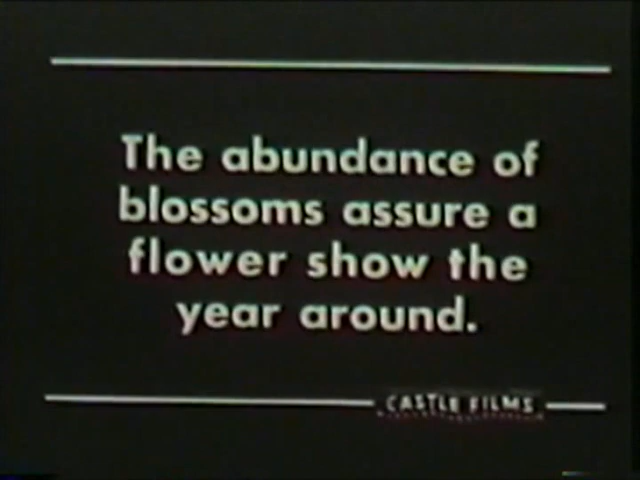 The abundance of
blossoms assure a
flower show the
year around.
CASTLE FILMS